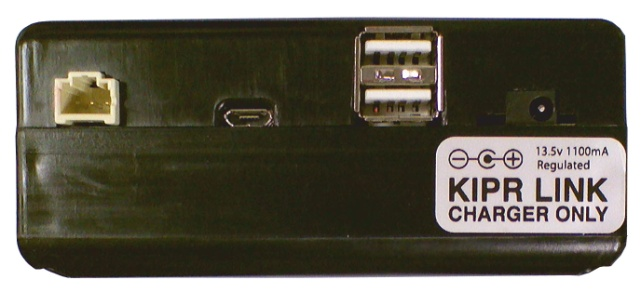 13.5v 1100mA
Regulated
KIPR LINK
CHARGER ONLY